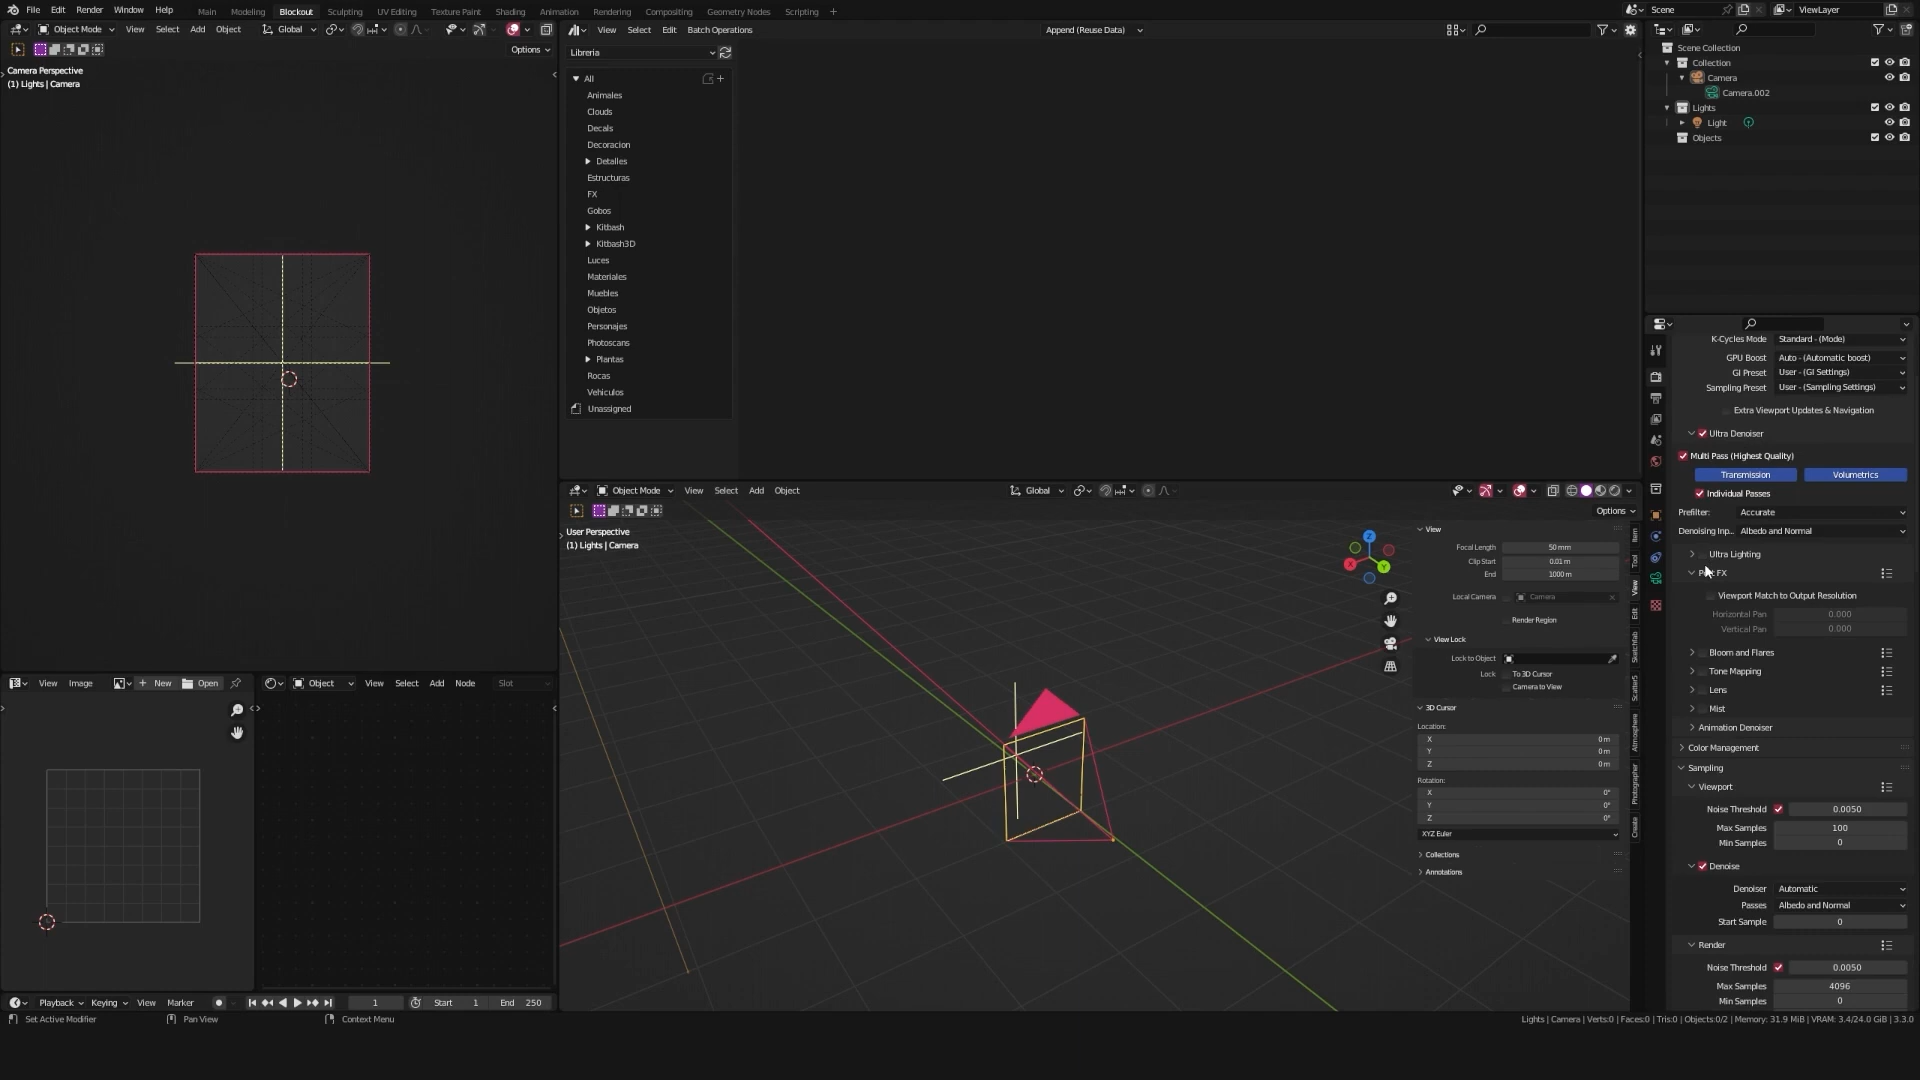 File Edit Render Window Help Main Modeling Blockout Sculpting UV Editing Texture Paint Shading Animation Rendering Compositing Geometry Nodes Scripting + Scene ViewLayer
Object Mode View Select Add Object Global
Options
Camera Perspective
(1) Lights | Camera
View Select Edit Batch Operations Append (Reuse Data)
Libreria
All
Animales
Clouds
Decals
Decoracion
Detalles
Estructuras
FX
Gobos
Kitbash
Kitbash3D
Luces
Materiales
Muebles
Objetos
Personajes
Photoscans
Plantas
Rocas
Vehiculos
Unassigned
Object Mode View Select Add Object Global
Options
User Perspective
(1) Lights | Camera
Z
X
Y
View
Focal Length 50 mm
Clip Start 0.01 m
End 1000 m
Local Camera Camera
Render Region
View Lock
Lock to Object
Lock To 3D Cursor
Camera to View
3D Cursor
Location:
X 0 m
Y 0 m
Z 0 m
Rotation:
X 0°
Y 0°
Z 0°
XYZ Euler
Collections
Annotations
Item
Tool
View
Edit
Sketchfab
Scatter5
Atmosphere
Photographer
Create
Scene Collection
Collection
Camera
Camera.002
Lights
Light
Objects
K-Cycles Mode Standard - (Mode)
GPU Boost Auto - (Automatic boost)
GI Preset User - (GI Settings)
Sampling Preset User - (Sampling Settings)
Extra Viewport Updates & Navigation
Ultra Denoiser
Multi Pass (Highest Quality)
Transmission Volumetrics
Individual Passes
Prefilter: Accurate
Denoising Inp.. Albedo and Normal
Ultra Lighting
FX
Viewport Match to Output Resolution
Horizontal Pan 0.000
Vertical Pan 0.000
Bloom and Flares
Tone Mapping
Lens
Mist
Animation Denoiser
Color Management
Sampling
Viewport
Noise Threshold 0.0050
Max Samples 100
Min Samples 0
Denoise
Denoiser Automatic
Passes Albedo and Normal
Start Sample 0
Render
Noise Threshold 0.0050
Max Samples 4096
Min Samples 0
View Image + New Open
Object View Select Add Node Slot
Playback Keying View Marker 1 Start 1 End 250
Set Active Modifier Pan View Context Menu
Lights | Camera | Verts:0 | Faces:0 | Tris:0 | Objects:0/2 | Memory: 31.9 MiB | VRAM: 3.4/24.0 GiB | 3.3.0